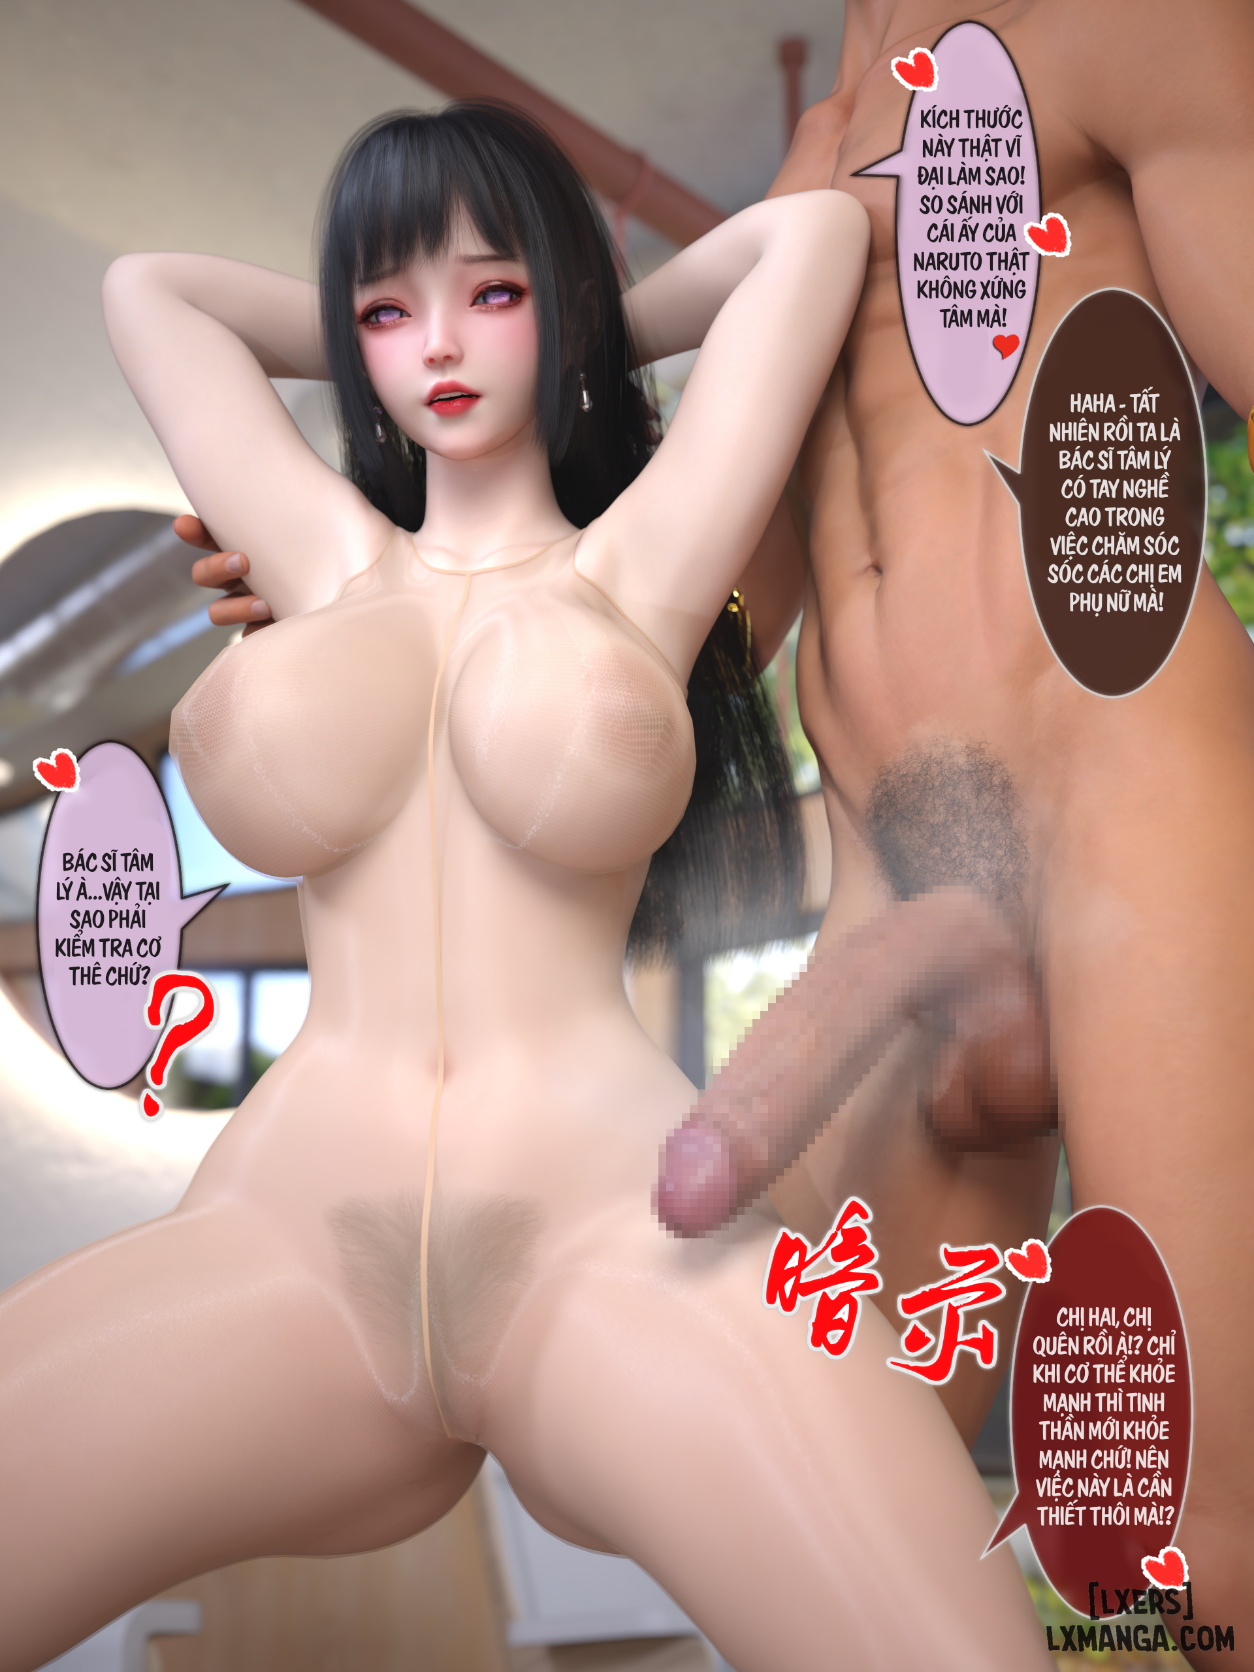 KÍCH THƯỚC
NÀY THẬT VĨ
ĐẠI LÀM SAO!
SO SÁNH VỚI
CÁI ẤY CỦA
NARUTO THẬT
KHÔNG XỨNG
TÂM MÀ!
HAHA - TẤT
NHIÊN RỒI TA LÀ
BÁC SĨ TÂM LÝ
CÓ TAY NGHỀ
CAO TRONG
VIỆC CHĂM SÓC
SÓC CÁC CHỊ EM
PHỤ NỮ MÀ!
BÁC SĨ TÂM
LÝ À...VẬY TẠI
SAO PHẢI
KIỂM TRA CƠ
THÊ CHỨ?
?
暗示
CHỊ HAI, CHỊ
QUÊN RỒI À!? CHỈ
KHI CƠ THỂ KHỎE
MẠNH THÌ TINH
THẦN MỚI KHỎE
MẠNH CHỨ! NÊN
VIỆC NÀY LÀ CẦN
THIẾT THÔI MÀ!?
[LXERS]
LXMANGA.COM